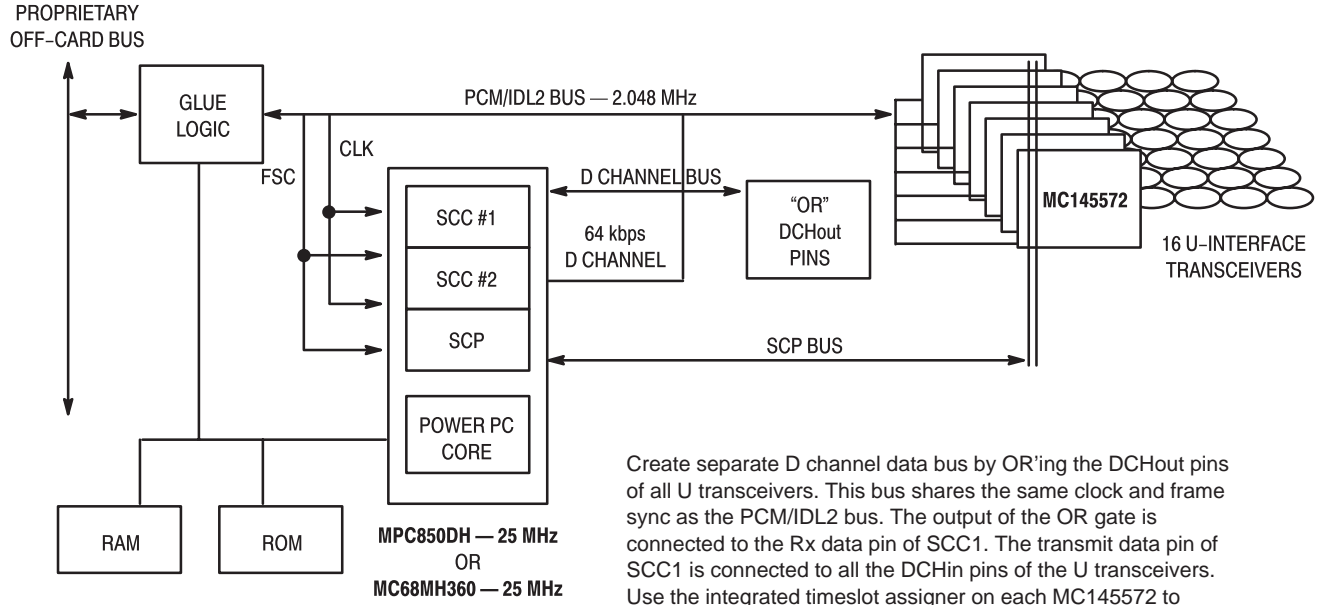 PROPRIETARY
OFF–CARD BUS
GLUE
LOGIC
PCM/IDL2 BUS — 2.048 MHz
CLK
FSC
D CHANNEL BUS
SCC #1
SCC #2
SCP
64 kbps
D CHANNEL
"OR"
DCHout
PINS
MC145572
16 U–INTERFACE
TRANSCEIVERS
SCP BUS
POWER PC
CORE
RAM
ROM
MPC850DH — 25 MHz
OR
MC68MH360 — 25 MHz
Create separate D channel data bus by OR'ing the DCHout pins
of all U transceivers. This bus shares the same clock and frame
sync as the PCM/IDL2 bus. The output of the OR gate is
connected to the Rx data pin of SCC1. The transmit data pin of
SCC1 is connected to all the DCHin pins of the U transceivers.
Use the integrated timeslot assigner on each MC145572 to